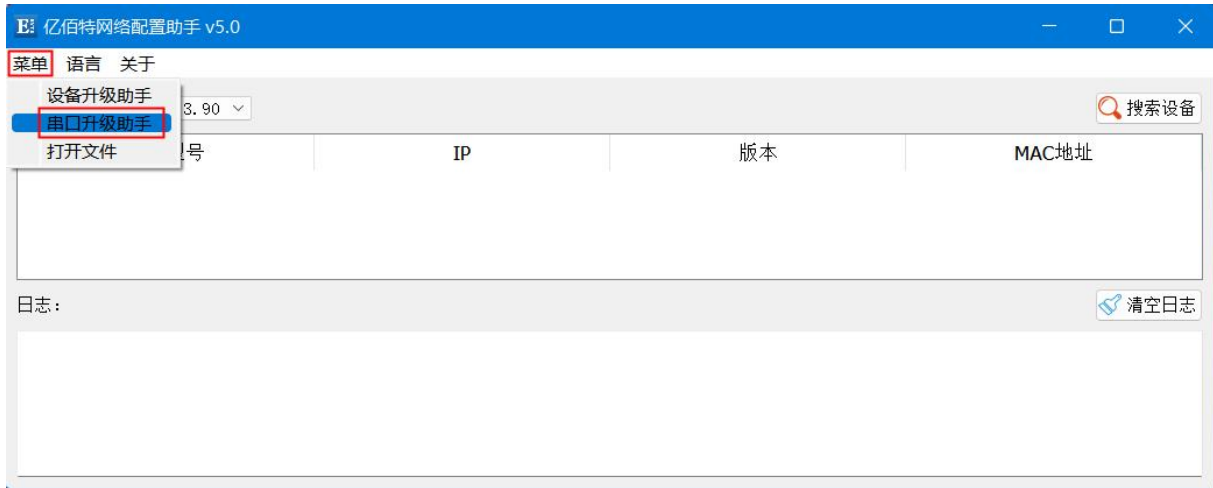 亿佰特网络配置助手 v5.0
菜单 语言 关于
设备升级助手
3.90 搜索设备
串口升级助手
打开文件 型号 IP 版本 MAC地址
日志: 清空日志